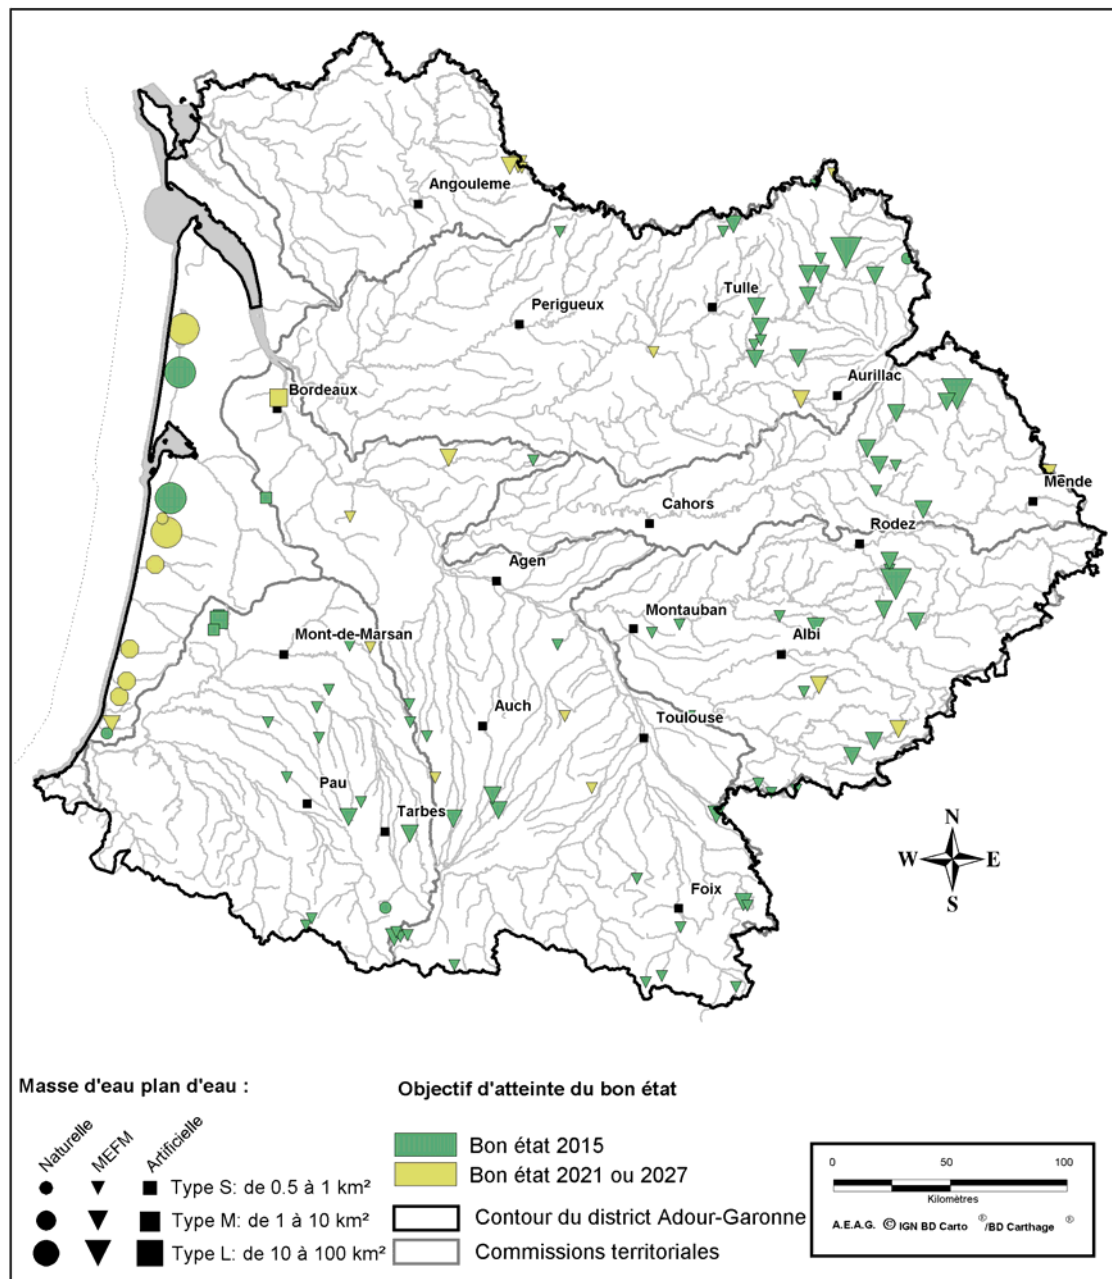 Angouleme
Perigueux
Tulle
Bordeaux
Aurillac
Mende
Cahors
Rodez
Agen
Montauban
Albi
Mont-de-Marsan
Auch
Toulouse
Pau
Tarbes
Foix
N
W E
S
Masse d'eau plan d'eau :
Naturelle
MEFM
Artificielle
Type S: de 0.5 à 1 km²
Type M: de 1 à 10 km²
Type L: de 10 à 100 km²
Objectif d'atteinte du bon état
Bon état 2015
Bon état 2021 ou 2027
Contour du district Adour-Garonne
Commissions territoriales
0 50 100
Kilomètres
A.E.A.G. © IGN BD Carto ® /BD Carthage ®